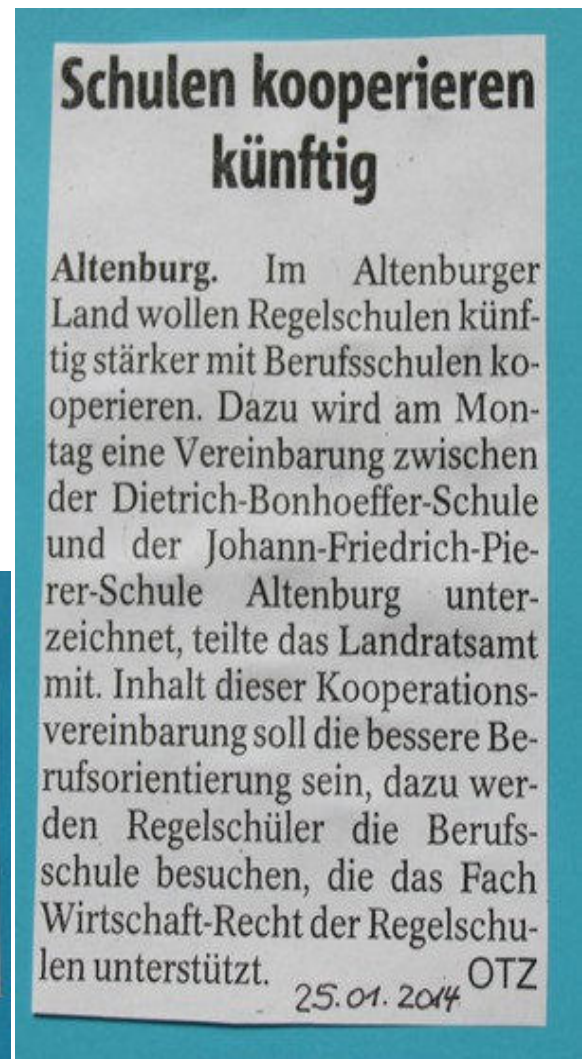 Schulen kooperieren
künftig
Altenburg. Im Altenburger
Land wollen Regelschulen künf-
tig stärker mit Berufsschulen ko-
operieren. Dazu wird am Mon-
tag eine Vereinbarung zwischen
der Dietrich-Bonhoeffer-Schule
und der Johann-Friedrich-Pie-
rer-Schule Altenburg unter-
zeichnet, teilte das Landratsamt
mit. Inhalt dieser Kooperations-
vereinbarung soll die bessere Be-
rufsorientierung sein, dazu wer-
den Regelschüler die Berufs-
schule besuchen, die das Fach
Wirtschaft-Recht der Regelschu-
len unterstützt. OTZ
25.01.2014